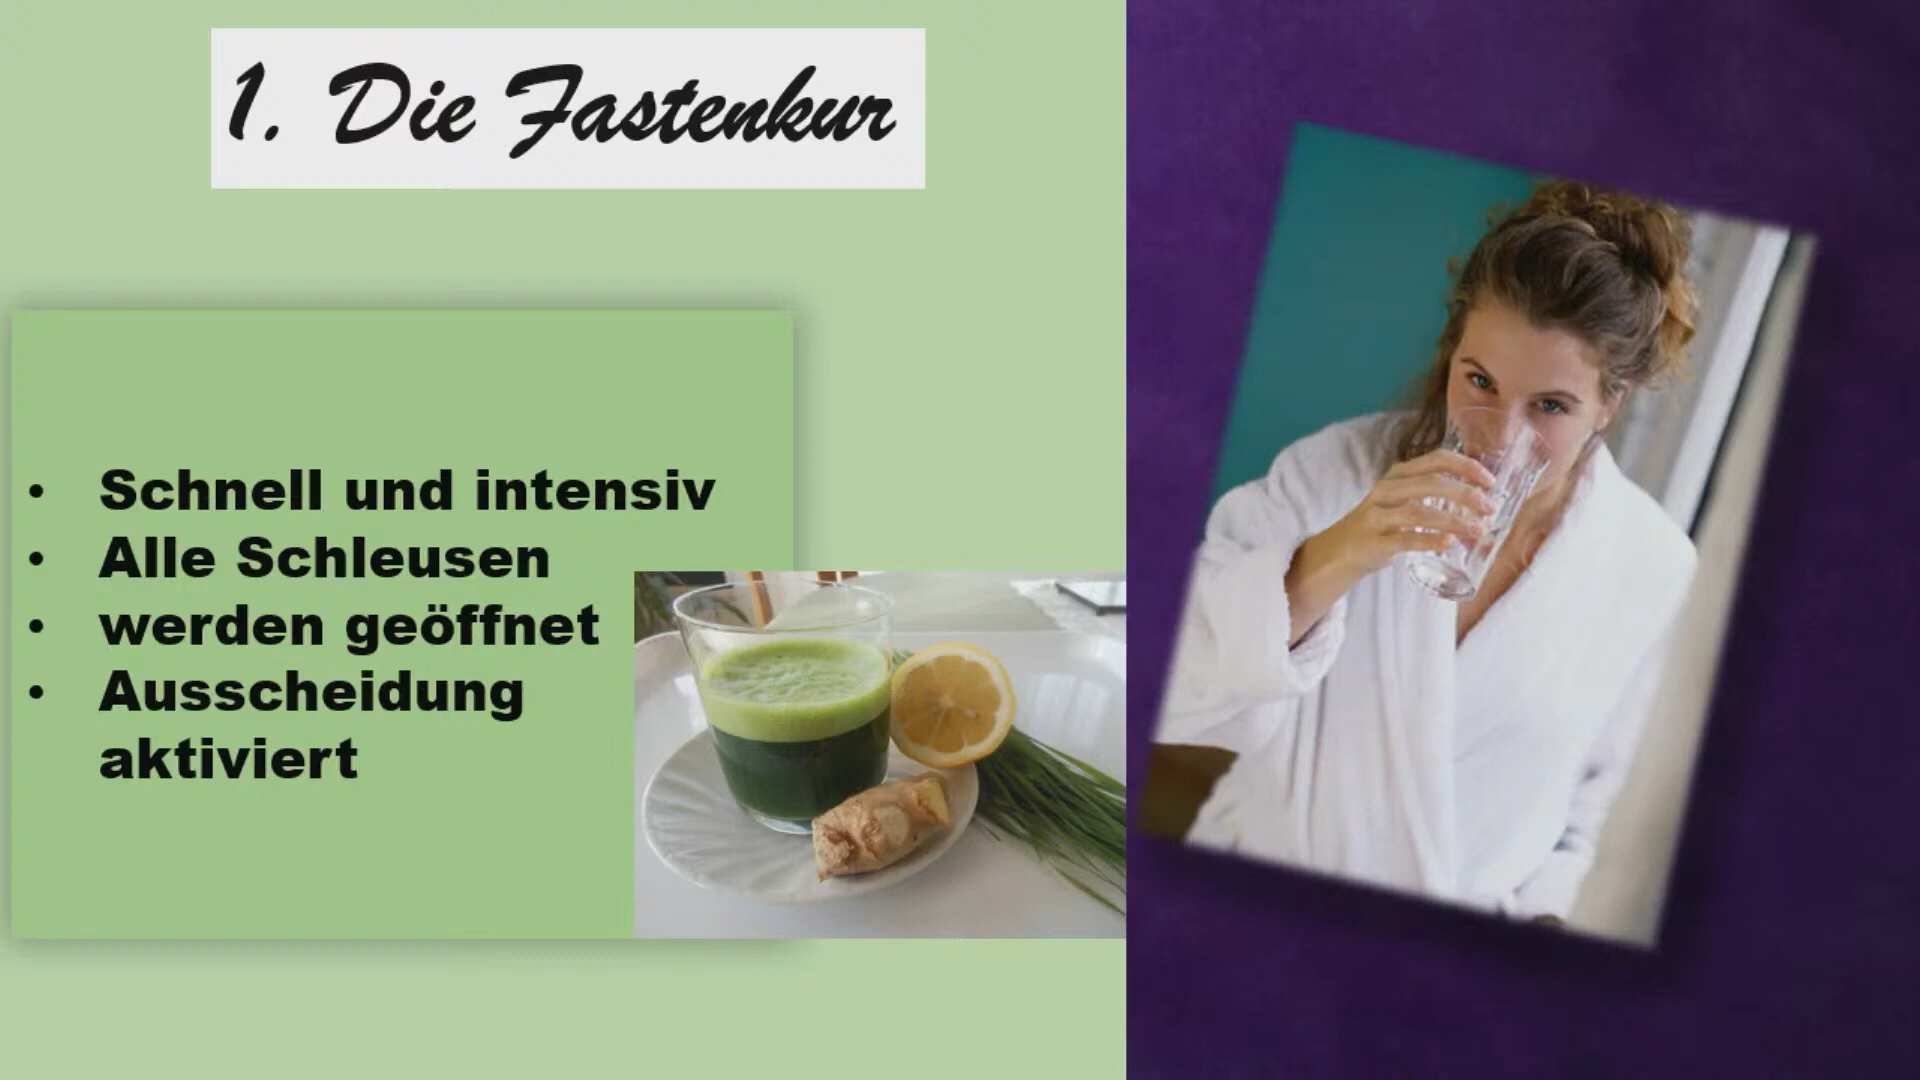 1. Die Fastenkur
• Schnell und intensiv
• Alle Schleusen
• werden geöffnet
• Ausscheidung
aktiviert